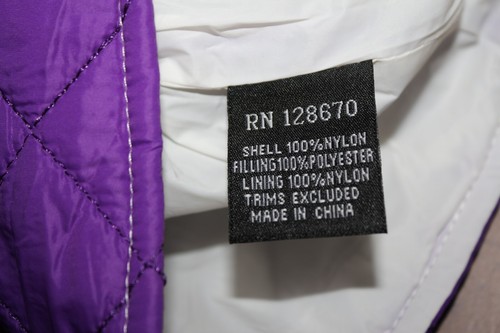 RN 128670
SHELL 100%NYLON
FILLING100%POLYESTER
LINING 100%NYLON
TRIMS EXCLUDED
MADE IN CHINA